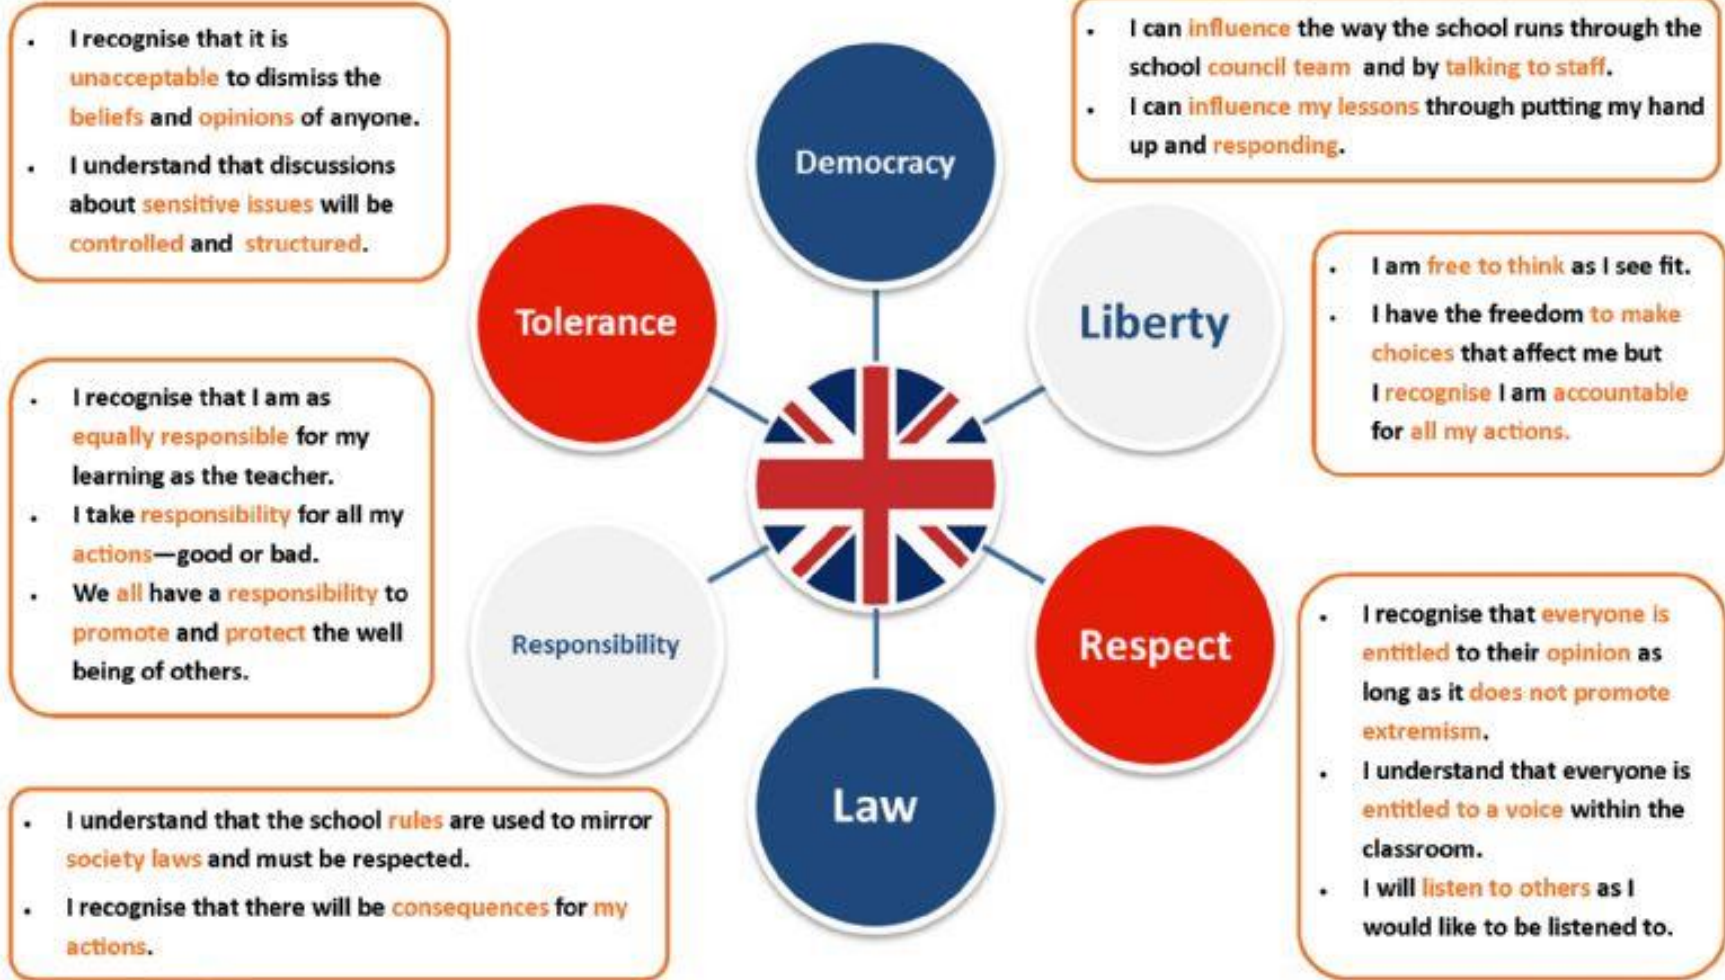 • I recognise that it is
unacceptable to dismiss the
beliefs and opinions of anyone.
• I understand that discussions
about sensitive issues will be
controlled and structured.
Democracy
• I can influence the way the school runs through the
school council team and by talking to staff.
• I can influence my lessons through putting my hand
up and responding.
Tolerance
Liberty
• I am free to think as I see fit.
• I have the freedom to make
choices that affect me but
I recognise I am accountable
for all my actions.
• I recognise that I am as
equally responsible for my
learning as the teacher.
• I take responsibility for all my
actions—good or bad.
• We all have a responsibility to
promote and protect the well
being of others.
Responsibility
Respect
• I recognise that everyone is
entitled to their opinion as
long as it does not promote
extremism.
• I understand that everyone is
entitled to a voice within the
classroom.
• I will listen to others as I
would like to be listened to.
• I understand that the school rules are used to mirror
society laws and must be respected.
• I recognise that there will be consequences for my
actions.
Law